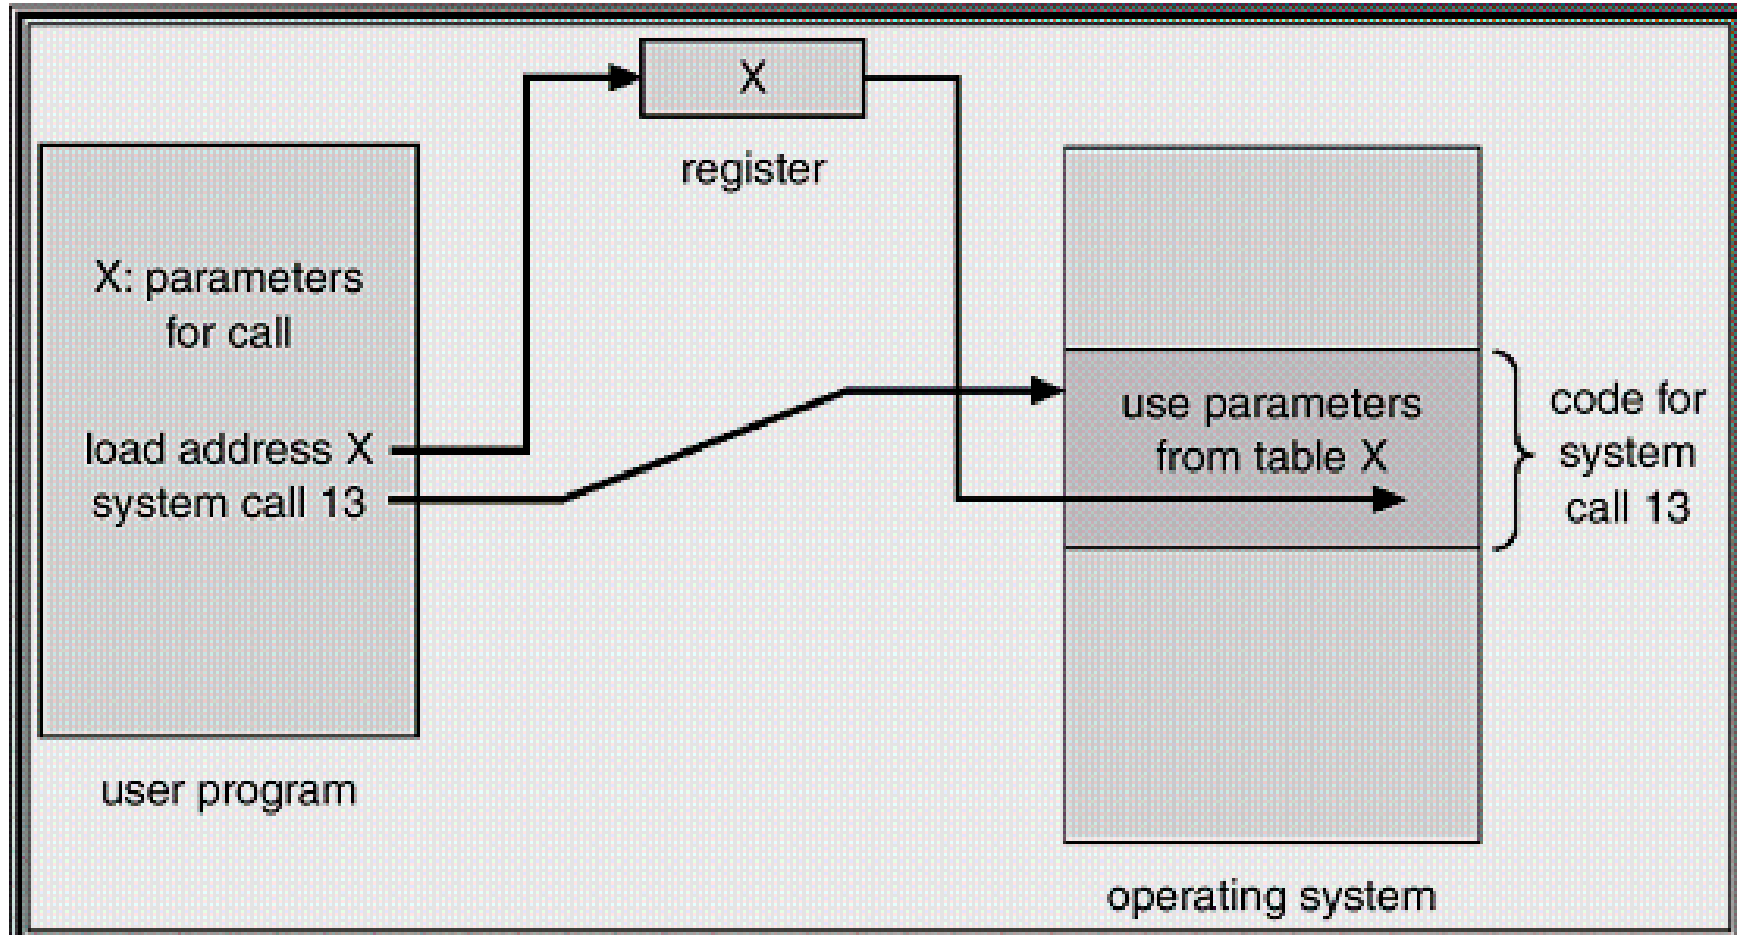 X
register
X: parameters
for call
load address X
system call 13
user program
use parameters
from table X
code for
system
call 13
operating system